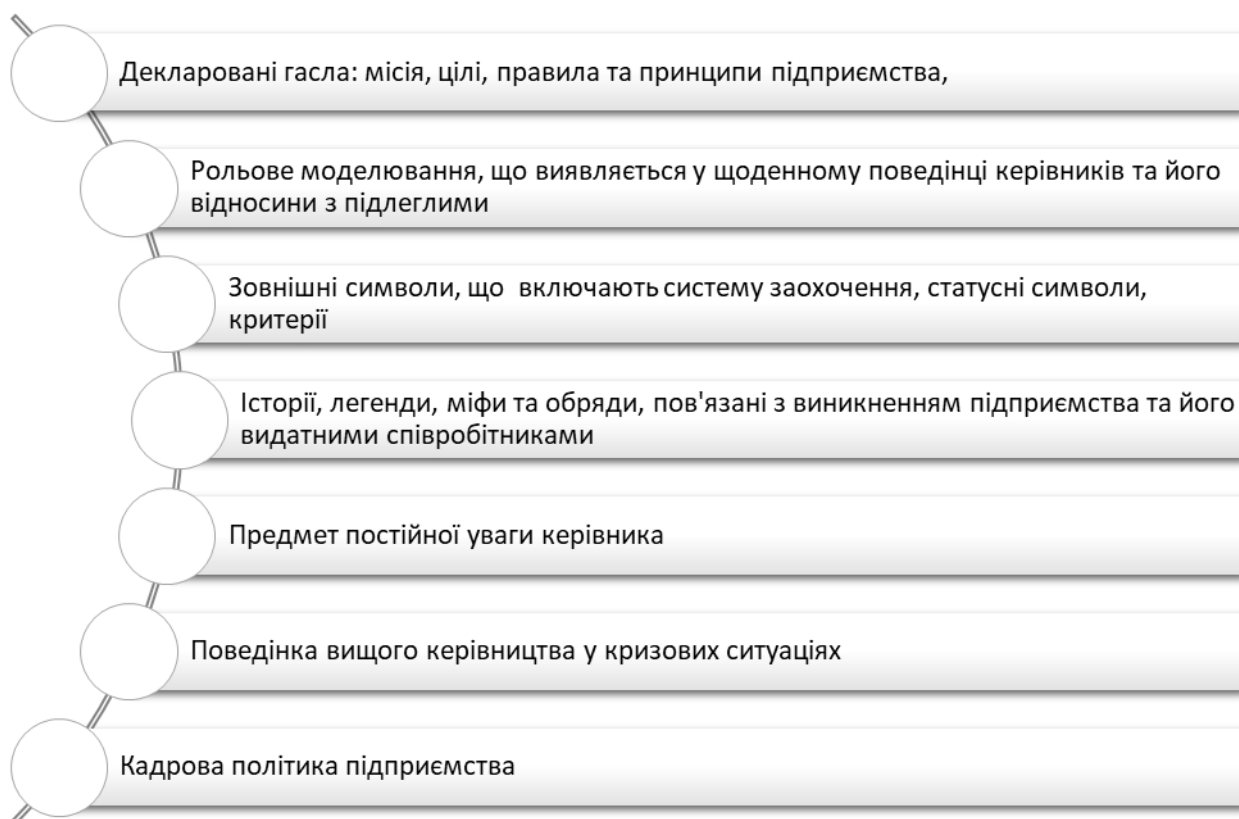 Декларовані гасла: місія, цілі, правила та принципи підприємства,
Рольове моделювання, що виявляється у щоденному поведінці керівників та його
відносини з підлеглими
Зовнішні символи, що  включають систему заохочення, статусні символи,
критерії
Історії, легенди, міфи та обряди, пов'язані з виникненням підприємства та його
видатними співробітниками
Предмет постійної уваги керівника
Поведінка вищого керівництва у кризових ситуаціях
Кадрова політика підприємства